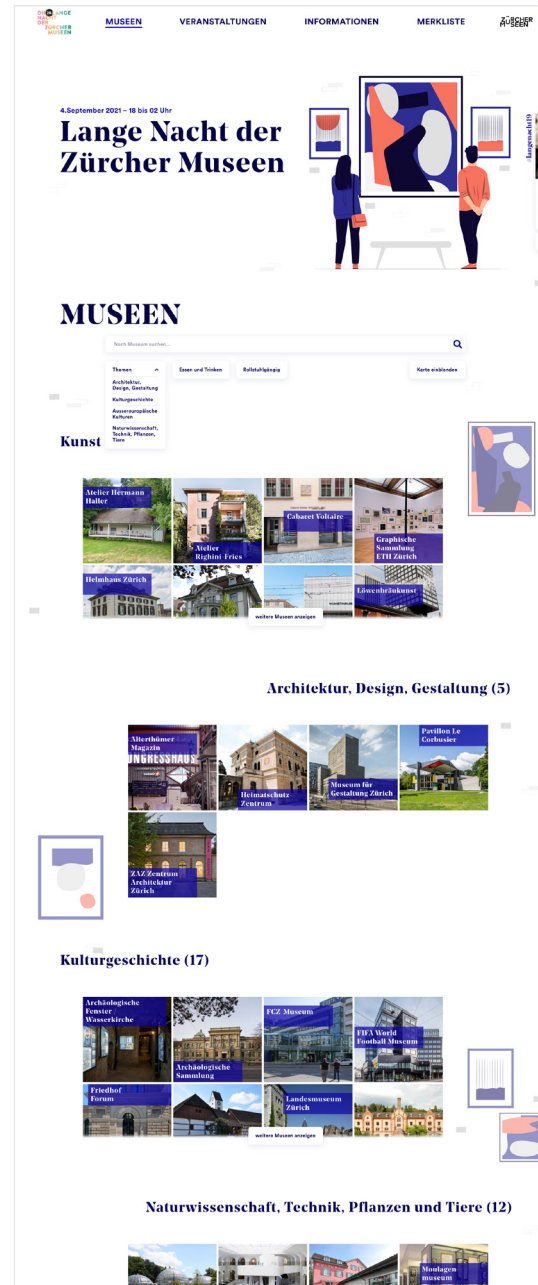 DIE LANGE
NACHT
DER
ZÜRCHER
MUSEEN
MUSEEN
VERANSTALTUNGEN
INFORMATIONEN
MERKLISTE
ZÜRCHER
MUSEEN
4.September 2021 – 18 bis 02 Uhr
Lange Nacht der
Zürcher Museen
#langenacht19
MUSEEN
Nach Museum suchen...
Themen
Essen und Trinken
Rollstuhlgängig
Karte einblenden
Architektur,
Design, Gestaltung
Kulturgeschichte
Aussereuropäische
Kulturen
Naturwissenschaft,
Technik, Pflanzen,
Tiere
Kunst
Atelier Hermann
Haller
Atelier
Righini-Fries
Cabaret Voltaire
Graphische
Sammlung
ETH Zürich
Helmhaus Zürich
Löwenbräukunst
weitere Museen anzeigen
Architektur, Design, Gestaltung (5)
Alterthümer-
Magazin
Heimatschutz-
Zentrum
Museum für
Gestaltung Zürich
Pavillon Le
Corbusier
ZAZ Zentrum
Architektur
Zürich
Kulturgeschichte (17)
Archäologische
Fenster /
Wasserkirche
Archäologische
Sammlung
FCZ Museum
FIFA World
Football Museum
Friedhof
Forum
Landesmuseum
Zürich
weitere Museen anzeigen
Naturwissenschaft, Technik, Pflanzen und Tiere (12)
Moulagen
museum